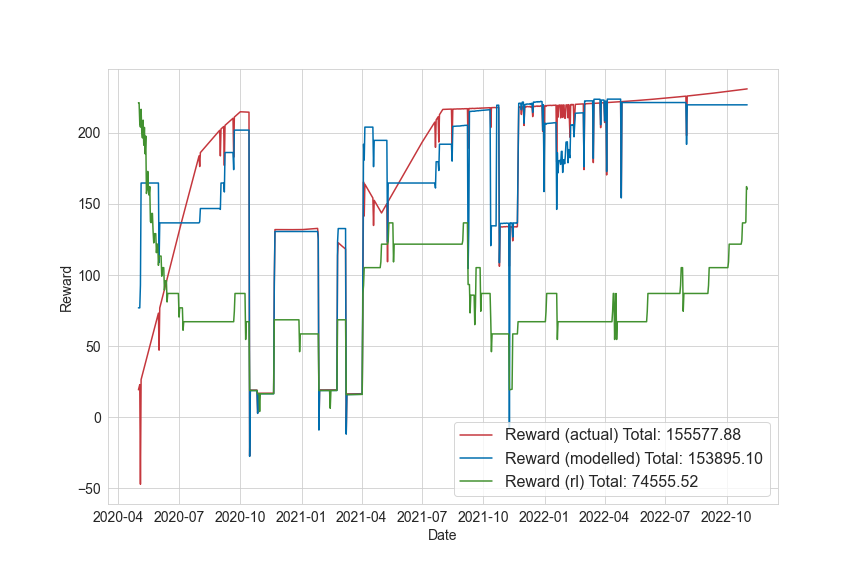 200
150
100
50
0
−50
Reward
Reward (actual) Total: 155577.88
Reward (modelled) Total: 153895.10
Reward (rl) Total: 74555.52
2020-04 2020-07 2020-10 2021-01 2021-04 2021-07 2021-10 2022-01 2022-04 2022-07 2022-10
Date